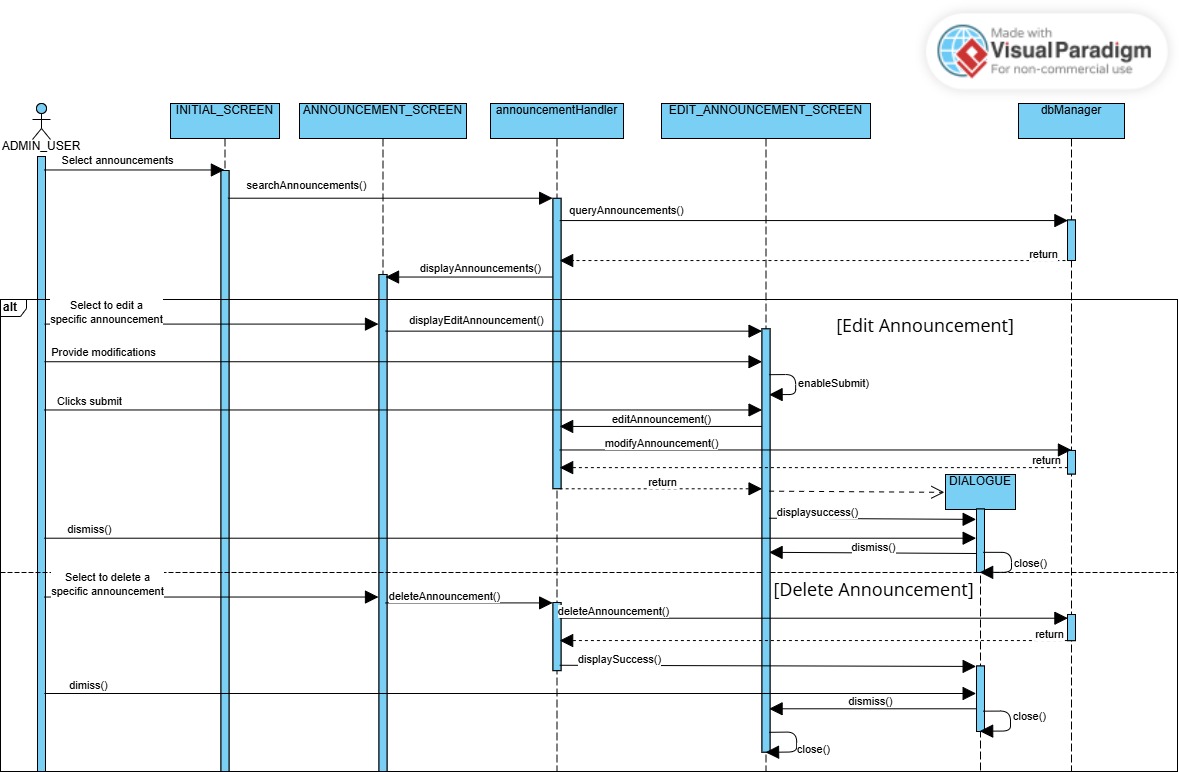 Made with
Visual Paradigm
For non-commercial use
INITIAL_SCREEN
ANNOUNCEMENT_SCREEN
announcementHandler
EDIT_ANNOUNCEMENT_SCREEN
dbManager
ADMIN_USER
Select announcements
searchAnnouncements()
queryAnnouncements()
return
displayAnnouncements()
alt
Select to edit a
specific announcement
displayEditAnnouncement()
[Edit Announcement]
Provide modifications
enableSubmit)
Clicks submit
editAnnouncement()
modifyAnnouncement()
return
return
DIALOGUE
displaysuccess()
dismiss()
dismiss()
close()
Select to delete a
specific announcement
[Delete Announcement]
deleteAnnouncement()
deleteAnnouncement()
return
displaySuccess()
dimiss()
dismiss()
close()
close()